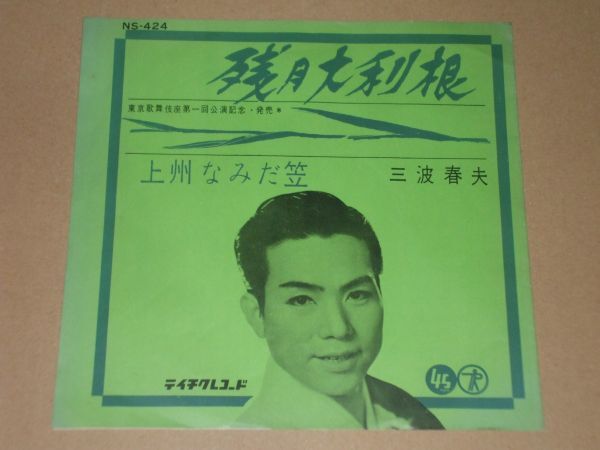 NS-424
残月大利根
東京歌舞伎座第一回公演記念・発売*
上州なみだ笠
三波春夫
テイチクレコード
45